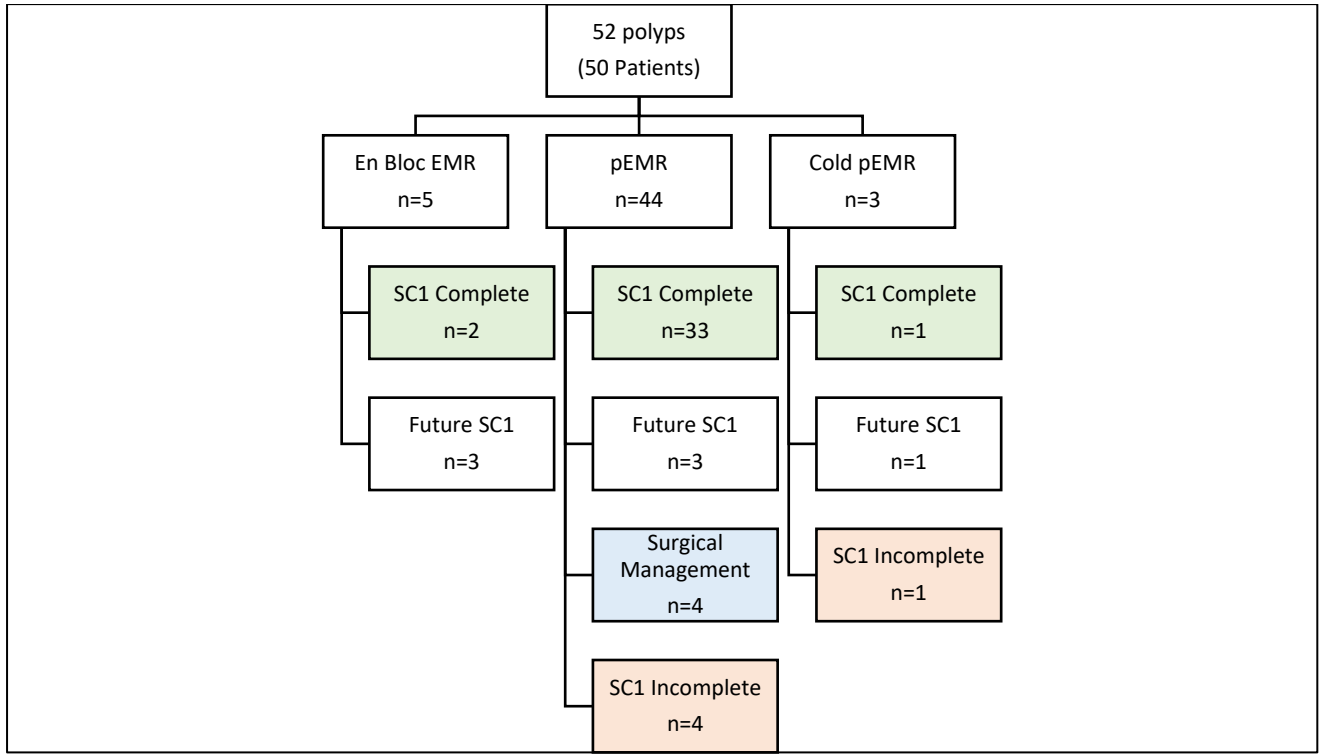 52 polyps
(50 Patients)
En Bloc EMR
n=5
pEMR
n=44
Cold pEMR
n=3
SC1 Complete
n=2
Future SC1
n=3
SC1 Complete
n=33
Future SC1
n=3
Surgical
Management
n=4
SC1 Incomplete
n=4
SC1 Complete
n=1
Future SC1
n=1
SC1 Incomplete
n=1